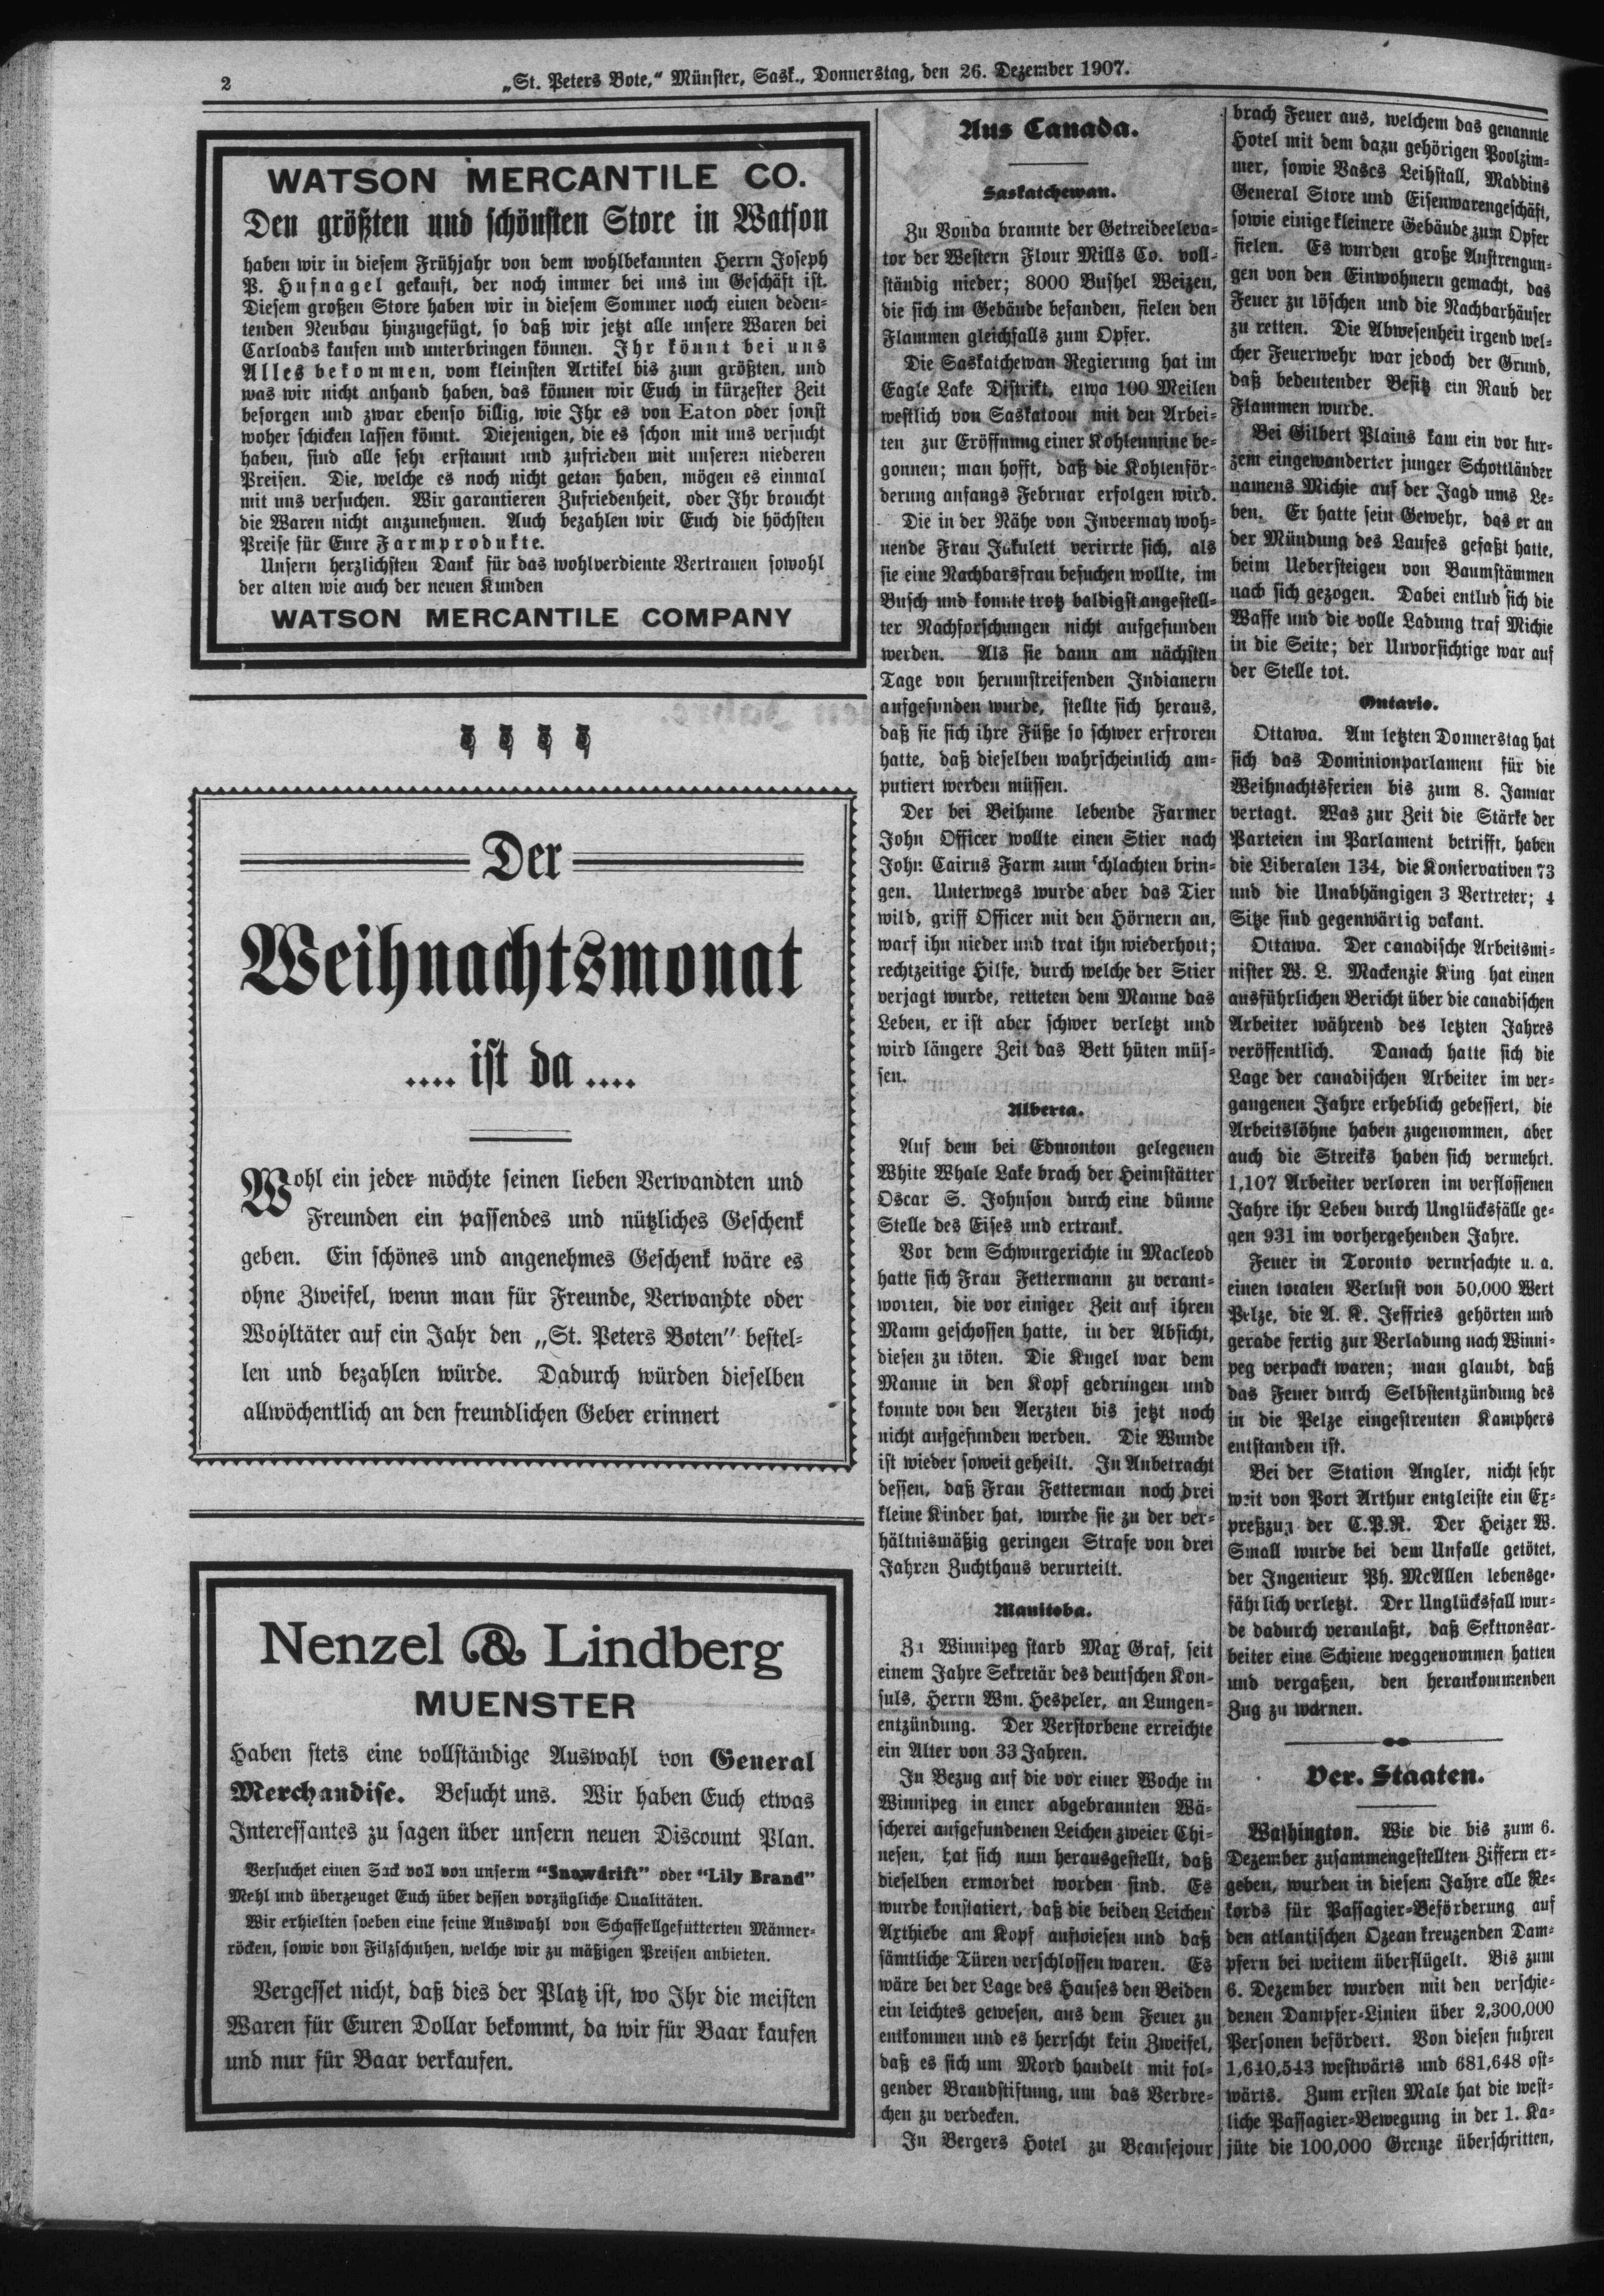 2
„St. Peters Bote,“ Münster, Sask., Donnerstag, den 26. Dezember 1907.
WATSON MERCANTILE CO.
Den größten und schönsten Store in Watson
haben wir in diesem Frühjahr von dem wohlbekannten Herrn Joseph
P. Hufnagel gekauft, der noch immer bei uns im Geschäft ist.
Diesem großen Store haben wir in diesem Sommer noch einen deden-
tenden Neubau hinzugefügt, so daß wir jetzt alle unsere Waren bei
Carloads kaufen und unterbringen können. Ihr könnt bei uns
Alles bekommen, vom kleinsten Artikel bis zum größten, und
was wir nicht anhand haben, das können wir Euch in kürzester Zeit
besorgen und zwar ebenso billig, wie Ihr es von Eaton oder sonst
woher schicken lassen könnt. Diejenigen, die es schon mit uns versucht
haben, sind alle sehr erstaunt und zufrieden mit unseren niederen
Preisen. Die, welche es noch nicht getan haben, mögen es einmal
mit uns versuchen. Wir garantieren Zufriedenheit, oder Ihr braucht
die Waren nicht anzunehmen. Auch bezahlen wir Euch die höchsten
Preise für Eure Farmprodukte.
Unsern herzlichsten Dank für das wohlverdiente Vertrauen sowohl
der alten wie auch der neuen Kunden
WATSON MERCANTILE COMPANY
Der
Weihnachtsmonat
.... ist da ....
Wohl ein jeder möchte seinen lieben Verwandten und
Freunden ein passendes und nützliches Geschenk
geben. Ein schönes und angenehmes Geschenk wäre es
ohne Zweifel, wenn man für Freunde, Verwandte oder
Wohltäter auf ein Jahr den „St. Peters Boten” bestel-
len und bezahlen würde. Dadurch würden dieselben
allwöchentlich an den freundlichen Geber erinnert
Nenzel & Lindberg
MUENSTER
Haben stets eine vollständige Auswahl von General
Merchandise. Besucht uns. Wir haben Euch etwas
Interessantes zu sagen über unsern neuen Discount Plan.
Versuchet einen Sack voll von unserm “Snowdrift” oder “Lily Brand”
Mehl und überzeuget Euch über dessen vorzügliche Qualitäten.
Wir erhielten soeben eine feine Auswahl von Schaffellgefütterten Männer-
röcken, sowie von Filzschuhen, welche wir zu mäßigen Preisen anbieten.
Vergesset nicht, daß dies der Platz ist, wo Ihr die meisten
Waren für Euren Dollar bekommt, da wir für Baar kaufen
und nur für Baar verkaufen.
Aus Canada.
Saskatchewan.
Zu Vonda brannte der Getreideeleva-
tor der Western Flour Mills Co. voll-
ständig nieder; 8000 Bushel Weizen,
die sich im Gebäude befanden, fielen den
Flammen gleichfalls zum Opfer.
Die Saskatchewan Regierung hat im
Eagle Lake Distrikt, etwa 100 Meilen
westlich von Saskatoon mit den Arbei-
ten zur Eröffnung einer Kohlenmine be-
gonnen; man hofft, daß die Kohlenför-
derung anfangs Februar erfolgen wird.
Die in der Nähe von Invermay woh-
nende Frau Jakulett verirrte sich, als
sie eine Nachbarsfrau besuchen wollte, im
Busch und konnte trotz baldigst angestell-
ter Nachforschungen nicht aufgefunden
werden. Als sie dann am nächsten
Tage von herumstreifenden Indianern
aufgefunden wurde, stellte sich heraus,
daß sie sich ihre Füße so schwer erfroren
hatte, daß dieselben wahrscheinlich am-
putiert werden müssen.
Der bei Bethune lebende Farmer
John Officer wollte einen Stier nach
John Cairns Farm zum Schlachten brin-
gen. Unterwegs wurde aber das Tier
wild, griff Officer mit den Hörnern an,
warf ihn nieder und trat ihn wiederholt;
rechtzeitige Hilfe, durch welche der Stier
verjagt wurde, retteten dem Manne das
Leben, er ist aber schwer verletzt und
wird längere Zeit das Bett hüten müs-
sen.
Alberta.
Auf dem bei Edmonton gelegenen
White Whale Lake brach der Heimstätter
Oscar S. Johnson durch eine dünne
Stelle des Eises und ertrank.
Vor dem Schwurgerichte in Macleod
hatte sich Frau Fettermann zu verant-
worten, die vor einiger Zeit auf ihren
Mann geschossen hatte, in der Absicht,
diesen zu töten. Die Kugel war dem
Manne in den Kopf gedrungen und
konnte von den Aerzten bis jetzt noch
nicht aufgefunden werden. Die Wunde
ist wieder soweit geheilt. In Anbetracht
dessen, daß Frau Fetterman noch drei
kleine Kinder hat, wurde sie zu der ver-
hältnismäßig geringen Strafe von drei
Jahren Zuchthaus verurteilt.
Manitoba.
Zu Winnipeg starb Max Graf, seit
einem Jahre Sekretär des deutschen Kon-
suls, Herrn Wm. Hespeler, an Lungen-
entzündung. Der Verstorbene erreichte
ein Alter von 33 Jahren.
In Bezug auf die vor einer Woche in
Winnipeg in einer abgebrannten Wä-
scherei aufgefundenen Leichen zweier Chi-
nesen, hat sich nun herausgestellt, daß
dieselben ermordet worden sind. Es
wurde konstatiert, daß die beiden Leichen
Axthiebe am Kopf aufwiesen und daß
sämtliche Türen verschlossen waren. Es
wäre bei der Lage des Hauses den Beiden
ein leichtes gewesen, aus dem Feuer zu
entkommen und es herrscht kein Zweifel,
daß es sich um Mord handelt mit fol-
gender Brandstiftung, um das Verbre-
chen zu verdecken.
In Bergers Hotel zu Beausejour
brach Feuer aus, welchem das genannte
Hotel mit dem dazu gehörigen Poolzim-
mer, sowie Vases Leihstall, Maddins
General Store und Eisenwarengeschäft,
sowie einige kleinere Gebäude zum Opfer
fielen. Es wurden große Anstrengun-
gen von den Einwohnern gemacht, das
Feuer zu löschen und die Nachbarhäuser
zu retten. Die Abwesenheit irgend wel-
cher Feuerwehr war jedoch der Grund,
daß bedeutender Besitz ein Raub der
Flammen wurde.
Bei Gilbert Plains kam ein vor kur-
zem eingewanderter junger Schottländer
namens Michie auf der Jagd ums Le-
ben. Er hatte sein Gewehr, das er an
der Mündung des Laufes gefaßt hatte,
beim Uebersteigen von Baumstämmen
nach sich gezogen. Dabei entlud sich die
Waffe und die volle Ladung traf Michie
in die Seite; der Unvorsichtige war auf
der Stelle tot.
Ontario.
Ottawa. Am letzten Donnerstag hat
sich das Dominionparlament für die
Weihnachtsferien bis zum 8. Januar
vertagt. Was zur Zeit die Stärke der
Parteien im Parlament betrifft, haben
die Liberalen 134, die Konservativen 73
und die Unabhängigen 3 Vertreter; 4
Sitze sind gegenwärtig vakant.
Ottawa. Der canadische Arbeitsmi-
nister W. L. Mackenzie King hat einen
ausführlichen Bericht über die canadischen
Arbeiter während des letzten Jahres
veröffentlich. Danach hatte sich die
Lage der canadischen Arbeiter im ver-
gangenen Jahre erheblich gebessert, die
Arbeitslöhne haben zugenommen, aber
auch die Streiks haben sich vermehrt.
1,107 Arbeiter verloren im verflossenen
Jahre ihr Leben durch Unglücksfälle ge-
gen 931 im vorhergehenden Jahre.
Feuer in Toronto verursachte u. a.
einen totalen Verlust von 50,000 Wert
Pelze, die A. K. Jeffries gehörten und
gerade fertig zur Verladung nach Winni-
peg verpackt waren; man glaubt, daß
das Feuer durch Selbstentzündung des
in die Pelze eingestreuten Kamphers
entstanden ist.
Bei der Station Angler, nicht sehr
weit von Port Arthur entgleiste ein Ex-
preßzug der C.P.R. Der Heizer W.
Small wurde bei dem Unfalle getötet,
der Ingenieur Ph. McAllen lebensge-
fährlich verletzt. Der Unglücksfall wur-
de dadurch veranlaßt, daß Sektionsar-
beiter eine Schiene weggenommen hatten
und vergaßen, den herankommenden
Zug zu warnen.
Ver. Staaten.
Washington. Wie die bis zum 6.
Dezember zusammengestellten Ziffern er-
geben, wurden in diesem Jahre alle Re-
kords für Passagier-Beförderung auf
den atlantischen Ozean kreuzenden Dam-
pfern bei weitem überflügelt. Bis zum
6. Dezember wurden mit den verschie-
denen Dampfer-Linien über 2,300,000
Personen befördert. Von diesen fuhren
1,640,543 westwärts und 681,648 ost-
wärts. Zum ersten Male hat die west-
liche Passagier-Bewegung in der 1. Ka-
jüte die 100,000 Grenze überschritten,